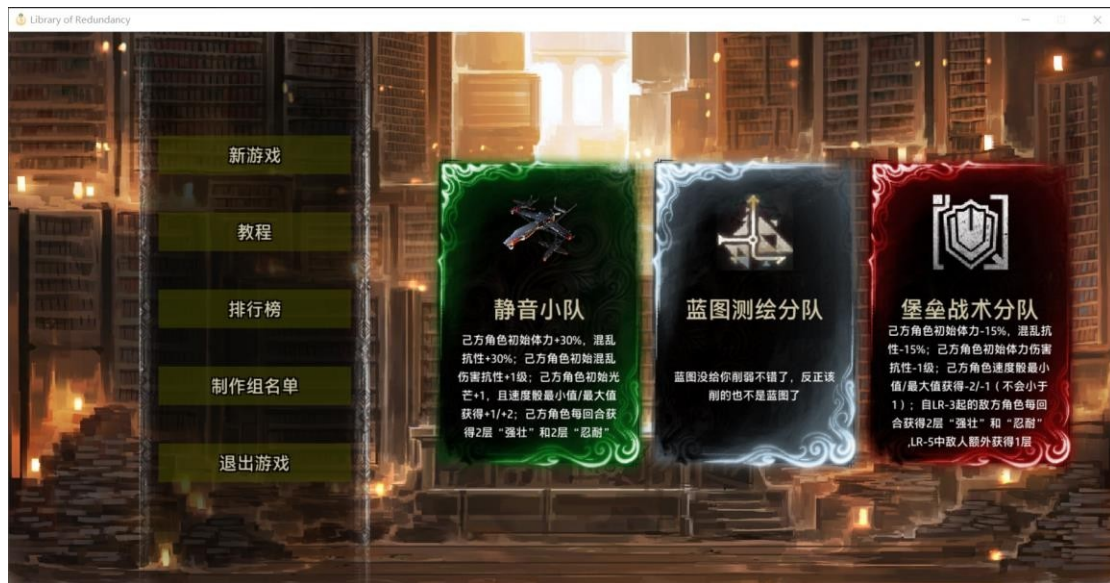 Library of Redundancy
新游戏
教程
排行榜
制作组名单
退出游戏
静音小队
己方角色初始体力+30%，混乱
抗性+30%；己方角色初始混乱
伤害抗性+1级；己方角色初始光
芒+1，且速度骰最小值/最大值
获得+1/+2；己方角色每回合获
得2层“强壮”和2层“忍耐”
蓝图测绘分队
蓝图没给你削弱不错了，反正该
削的也不是蓝图了
堡垒战术分队
己方角色初始体力-15%，混乱抗
性-15%；己方角色初始体力伤害
抗性-1级；己方角色速度骰最小
值/最大值获得-2/-1（不会小于
1）；自LR-3起的敌方角色每回
合获得2层“强壮”和“忍耐”
,LR-5中敌人额外获得1层